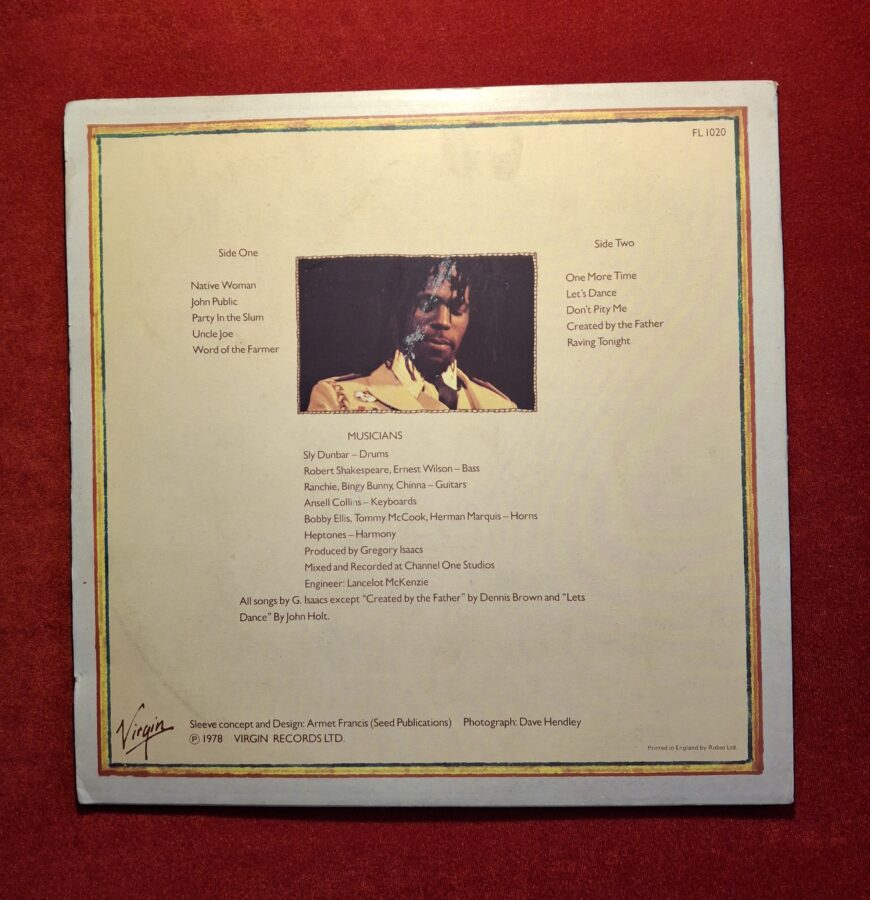 FL 1020
Side One
Native Woman
John Public
Party In the Slum
Uncle Joe
Word of the Farmer
Side Two
One More Time
Let's Dance
Don't Pity Me
Created by the Father
Raving Tonight
MUSICIANS
Sly Dunbar – Drums
Robert Shakespeare, Ernest Wilson – Bass
Ranchie, Bingy Bunny, Chinna – Guitars
Ansell Collins – Keyboards
Bobby Ellis, Tommy McCook, Herman Marquis – Horns
Heptones – Harmony
Produced by Gregory Isaacs
Mixed and Recorded at Channel One Studios
Engineer: Lancelot McKenzie
All songs by G. Isaacs except "Created by the Father" by Dennis Brown and "Lets
Dance" By John Holt.
Virgin
Sleeve concept and Design: Armet Francis (Seed Publications) Photograph: Dave Hendley
℗ 1978 VIRGIN RECORDS LTD.
Printed in England by Robor Ltd.